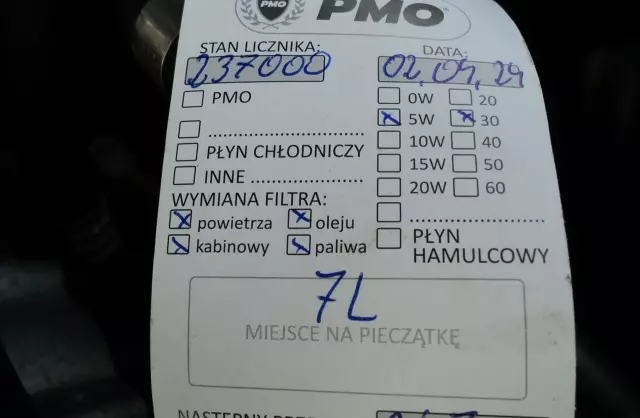 PMO PMO
STAN LICZNIKA: DATA:
237000 02.04.24
PMO 0W 20
.......................... 5W 30
PŁYN CHŁODNICZY 10W 40
INNE ........................ 15W 50
WYMIANA FILTRA: 20W 60
powietrza oleju ..........................
kabinowy paliwa PŁYN HAMULCOWY
7L
MIEJSCE NA PIECZĄTKĘ